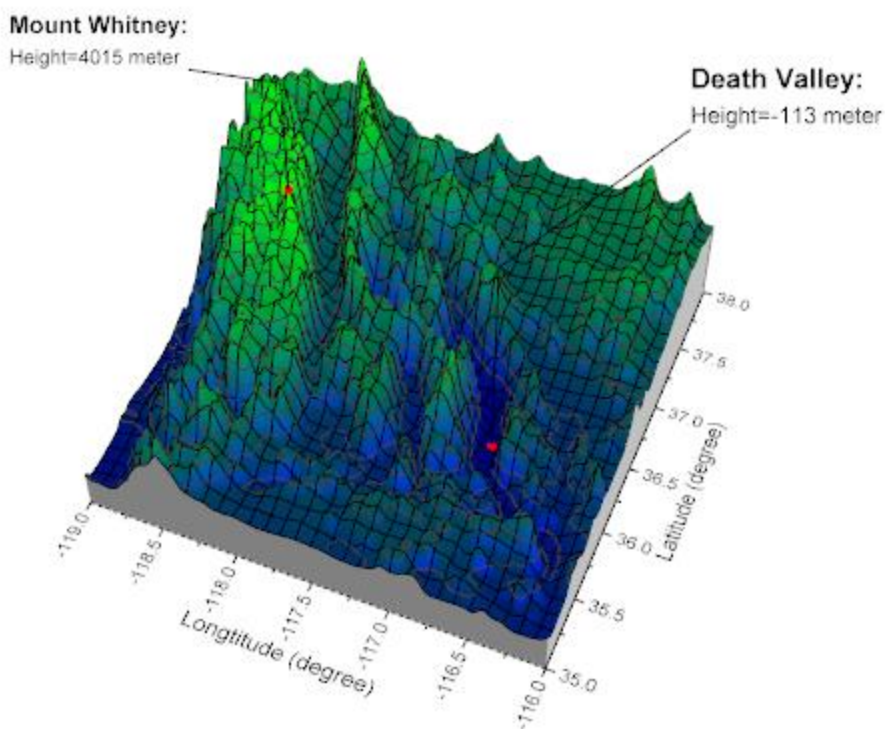 Mount Whitney:
Height=4015 meter
Death Valley:
Height=-113 meter
38.0
37.5
37.0
36.5
36.0
35.5
35.0
Latitude (degree)
-119.0
-118.5
-118.0
-117.5
-117.0
-116.5
-116.0
Longtitude (degree)